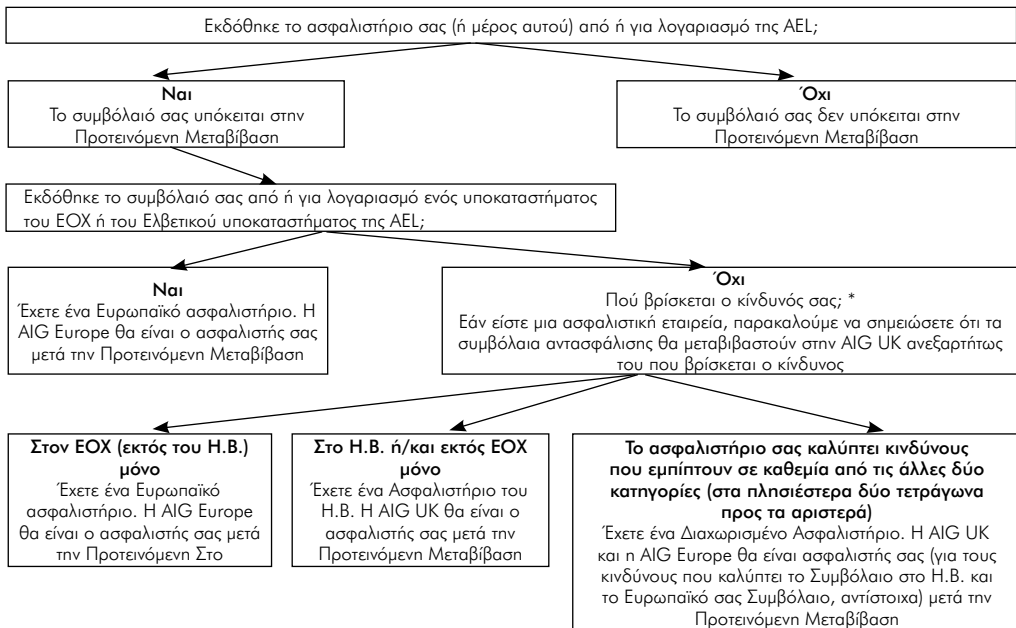 Εκδόθηκε το ασφαλιστήριο σας (ή μέρος αυτού) από ή για λογαριασμό της AEL;
Ναι
Το συμβόλαιό σας υπόκειται στην
Προτεινόμενη Μεταβίβαση
Όχι
Το συμβόλαιό σας δεν υπόκειται στην
Προτεινόμενη Μεταβίβαση
Εκδόθηκε το συμβόλαιό σας από ή για λογαριασμό ενός υποκαταστήματος
του ΕΟΧ ή του Ελβετικού υποκαταστήματος της AEL;
Ναι
Έχετε ένα Ευρωπαϊκό ασφαλιστήριο. Η
AIG Europe θα είναι ο ασφαλιστής σας
μετά την Προτεινόμενη Μεταβίβαση
Όχι
Πού βρίσκεται ο κίνδυνός σας; *
Εάν είστε μια ασφαλιστική εταιρεία, παρακαλούμε να σημειώσετε ότι τα
συμβόλαια αντασφάλισης θα μεταβιβαστούν στην AIG UK ανεξαρτήτως
του που βρίσκεται ο κίνδυνος
Στον ΕΟΧ (εκτός του Η.Β.)
μόνο
Έχετε ένα Ευρωπαϊκό
ασφαλιστήριο. Η AIG Europe
θα είναι ο ασφαλιστής σας μετά
την Προτεινόμενη Στο
Στο Η.Β. ή/και εκτός ΕΟΧ
μόνο
Έχετε ένα Ασφαλιστήριο του
Η.Β. Η AIG UK θα είναι ο
ασφαλιστής σας μετά την
Προτεινόμενη Μεταβίβαση
Το ασφαλιστήριο σας καλύπτει κινδύνους
που εμπίπτουν σε καθεμία από τις άλλες δύο
κατηγορίες (στα πλησιέστερα δύο τετράγωνα
προς τα αριστερά)
Έχετε ένα Διαχωρισμένο Ασφαλιστήριο. Η AIG UK
και η AIG Europe θα είναι ασφαλιστής σας (για τους
κινδύνους που καλύπτει το Συμβόλαιο στο Η.Β. και
το Ευρωπαϊκό σας Συμβόλαιο, αντίστοιχα) μετά την
Προτεινόμενη Μεταβίβαση